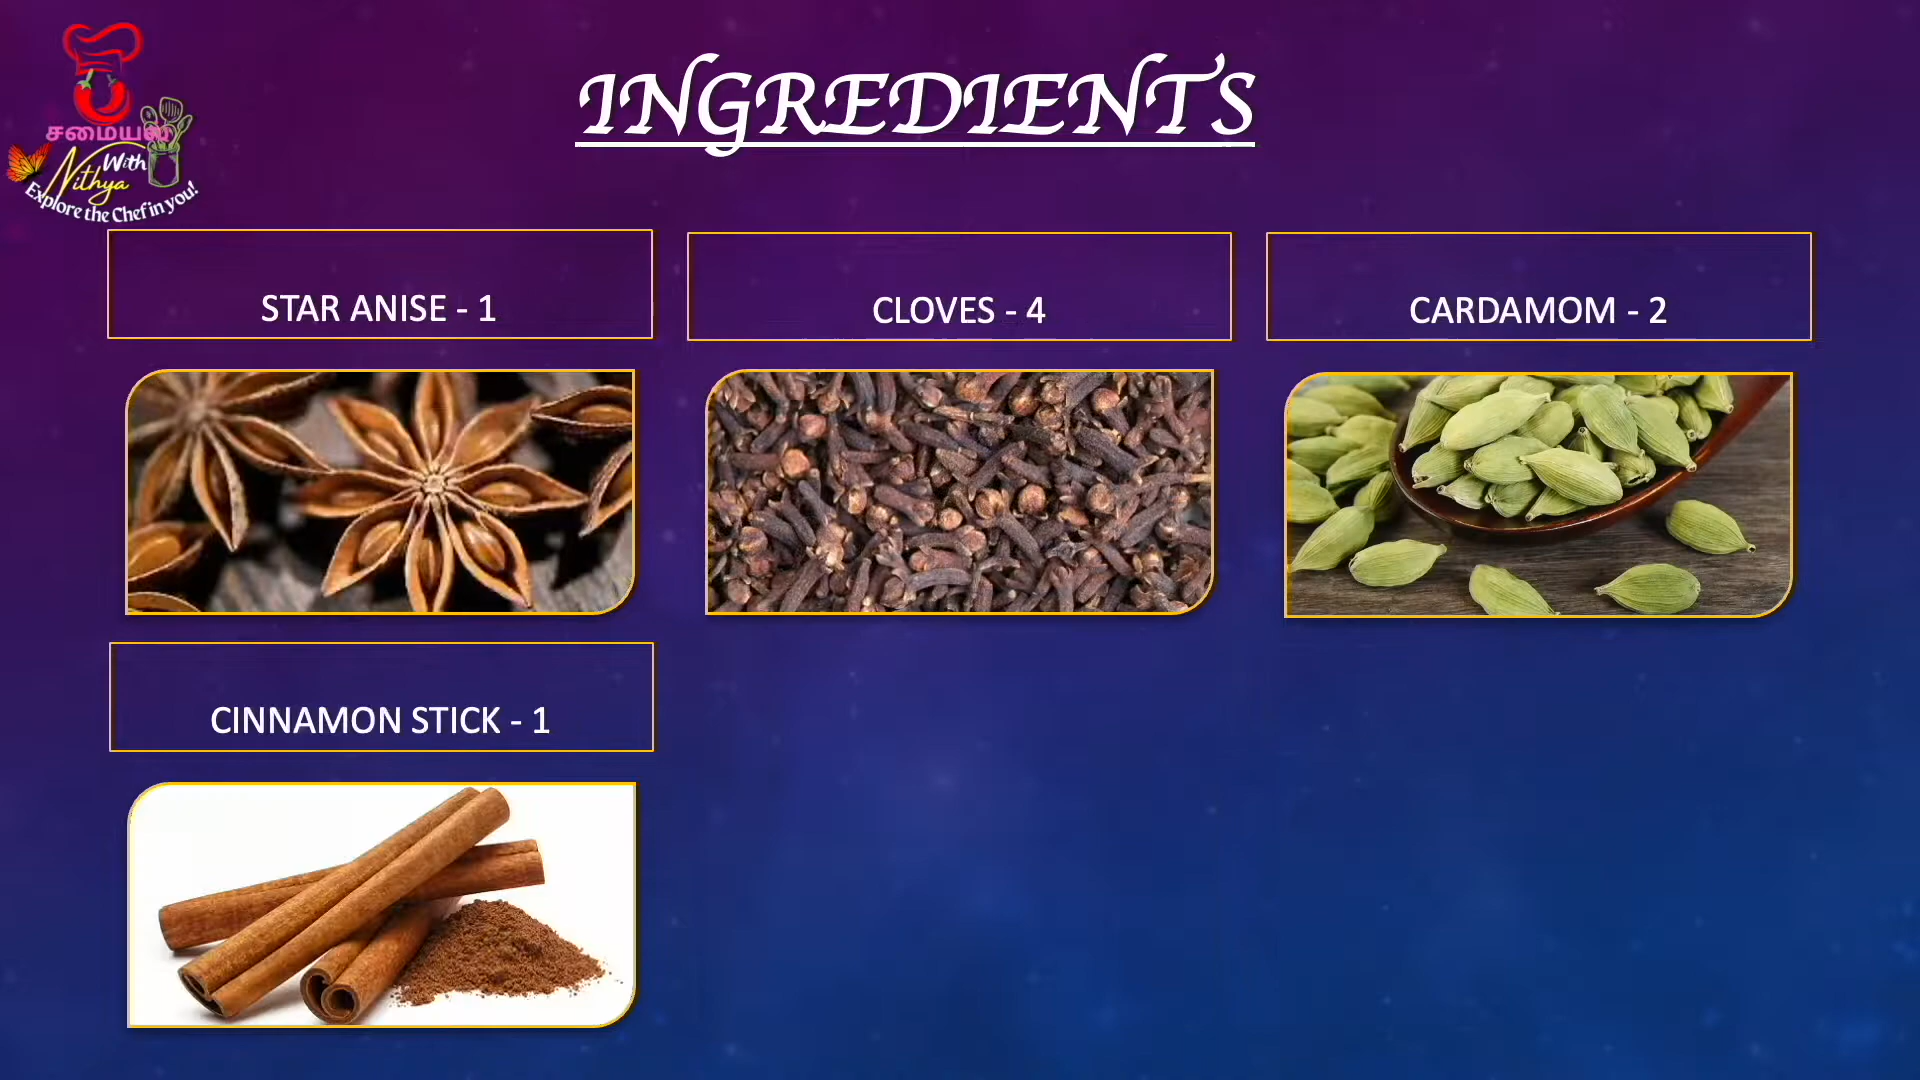 INGREDIENTS
சமையல்
With
Nithya
Explore the Chef in you!
STAR ANISE - 1
CLOVES - 4
CARDAMOM - 2
CINNAMON STICK - 1